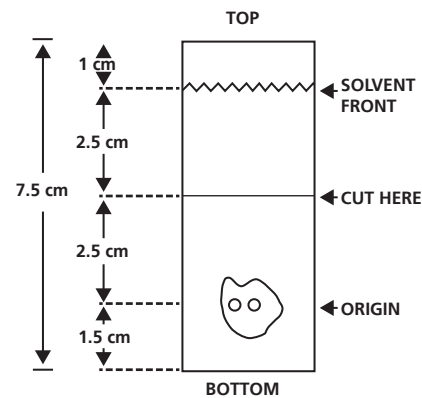 TOP
1 cm
SOLVENT
FRONT
2.5 cm
7.5 cm
CUT HERE
2.5 cm
ORIGIN
1.5 cm
BOTTOM